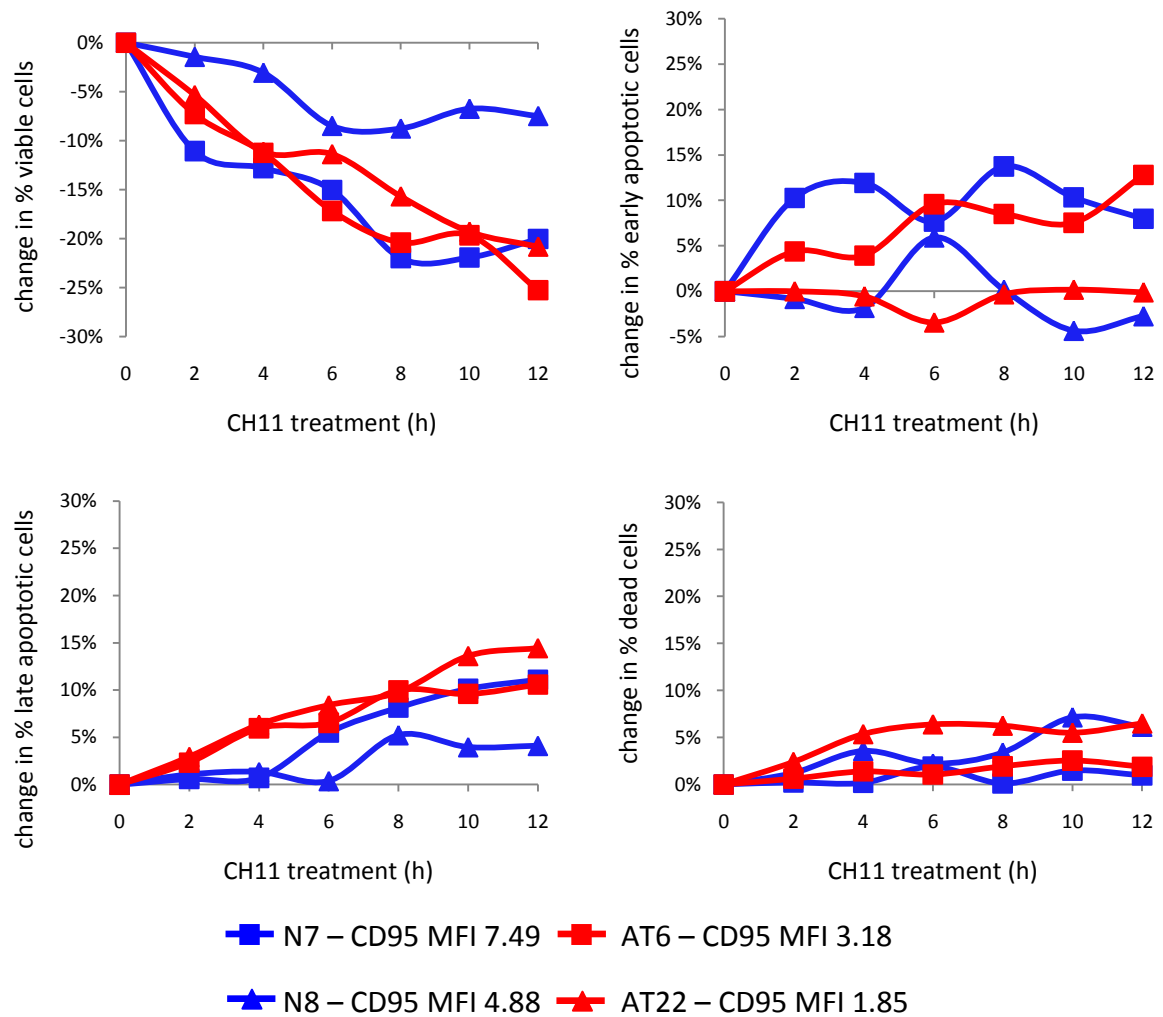 change in % viable cells
0%
-5%
-10%
-15%
-20%
-25%
-30%
0 2 4 6 8 10 12
CH11 treatment (h)
change in % early apoptotic cells
30%
25%
20%
15%
10%
5%
0%
-5%
0 2 4 6 8 10 12
CH11 treatment (h)
change in % late apoptotic cells
30%
25%
20%
15%
10%
5%
0%
0 2 4 6 8 10 12
CH11 treatment (h)
change in % dead cells
30%
25%
20%
15%
10%
5%
0%
0 2 4 6 8 10 12
CH11 treatment (h)
N7 – CD95 MFI 7.49 AT6 – CD95 MFI 3.18
N8 – CD95 MFI 4.88 AT22 – CD95 MFI 1.85